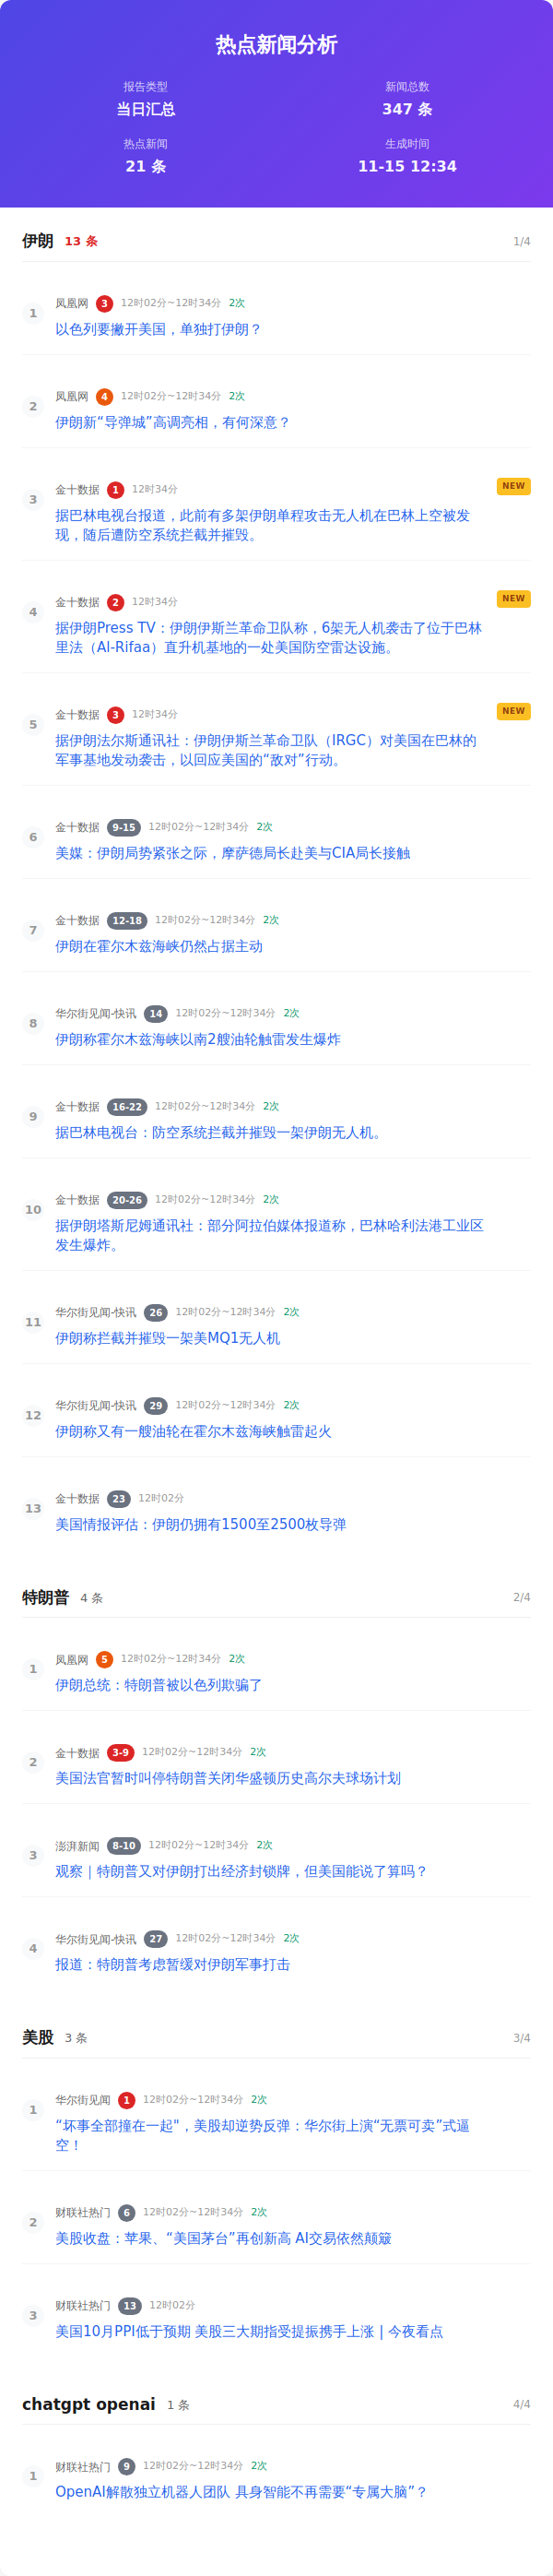 热点新闻分析
报告类型
当日汇总
新闻总数
347 条
热点新闻
21 条
生成时间
11-15 12:34
伊朗 13 条 1/4
1
凤凰网 3 12时02分~12时34分 2次
以色列要撇开美国，单独打伊朗？
2
凤凰网 4 12时02分~12时34分 2次
伊朗新“导弹城”高调亮相，有何深意？
3
金十数据 1 12时34分 NEW
据巴林电视台报道，此前有多架伊朗单程攻击无人机在巴林上空被发
现，随后遭防空系统拦截并摧毁。
4
金十数据 2 12时34分 NEW
据伊朗Press TV：伊朗伊斯兰革命卫队称，6架无人机袭击了位于巴林
里法（Al-Rifaa）直升机基地的一处美国防空雷达设施。
5
金十数据 3 12时34分 NEW
据伊朗法尔斯通讯社：伊朗伊斯兰革命卫队（IRGC）对美国在巴林的
军事基地发动袭击，以回应美国的“敌对”行动。
6
金十数据 9-15 12时02分~12时34分 2次
美媒：伊朗局势紧张之际，摩萨德局长赴美与CIA局长接触
7
金十数据 12-18 12时02分~12时34分 2次
伊朗在霍尔木兹海峡仍然占据主动
8
华尔街见闻-快讯 14 12时02分~12时34分 2次
伊朗称霍尔木兹海峡以南2艘油轮触雷发生爆炸
9
金十数据 16-22 12时02分~12时34分 2次
据巴林电视台：防空系统拦截并摧毁一架伊朗无人机。
10
金十数据 20-26 12时02分~12时34分 2次
据伊朗塔斯尼姆通讯社：部分阿拉伯媒体报道称，巴林哈利法港工业区
发生爆炸。
11
华尔街见闻-快讯 26 12时02分~12时34分 2次
伊朗称拦截并摧毁一架美MQ1无人机
12
华尔街见闻-快讯 29 12时02分~12时34分 2次
伊朗称又有一艘油轮在霍尔木兹海峡触雷起火
13
金十数据 23 12时02分
美国情报评估：伊朗仍拥有1500至2500枚导弹
特朗普 4 条 2/4
1
凤凰网 5 12时02分~12时34分 2次
伊朗总统：特朗普被以色列欺骗了
2
金十数据 3-9 12时02分~12时34分 2次
美国法官暂时叫停特朗普关闭华盛顿历史高尔夫球场计划
3
澎湃新闻 8-10 12时02分~12时34分 2次
观察｜特朗普又对伊朗打出经济封锁牌，但美国能说了算吗？
4
华尔街见闻-快讯 27 12时02分~12时34分 2次
报道：特朗普考虑暂缓对伊朗军事打击
美股 3 条 3/4
1
华尔街见闻 1 12时02分~12时34分 2次
“坏事全部撞在一起"，美股却逆势反弹：华尔街上演“无票可卖”式逼
空！
2
财联社热门 6 12时02分~12时34分 2次
美股收盘：苹果、“美国茅台”再创新高 AI交易依然颠簸
3
财联社热门 13 12时02分
美国10月PPI低于预期 美股三大期指受提振携手上涨 | 今夜看点
chatgpt openai 1 条 4/4
1
财联社热门 9 12时02分~12时34分 2次
OpenAI解散独立机器人团队 具身智能不再需要“专属大脑”？